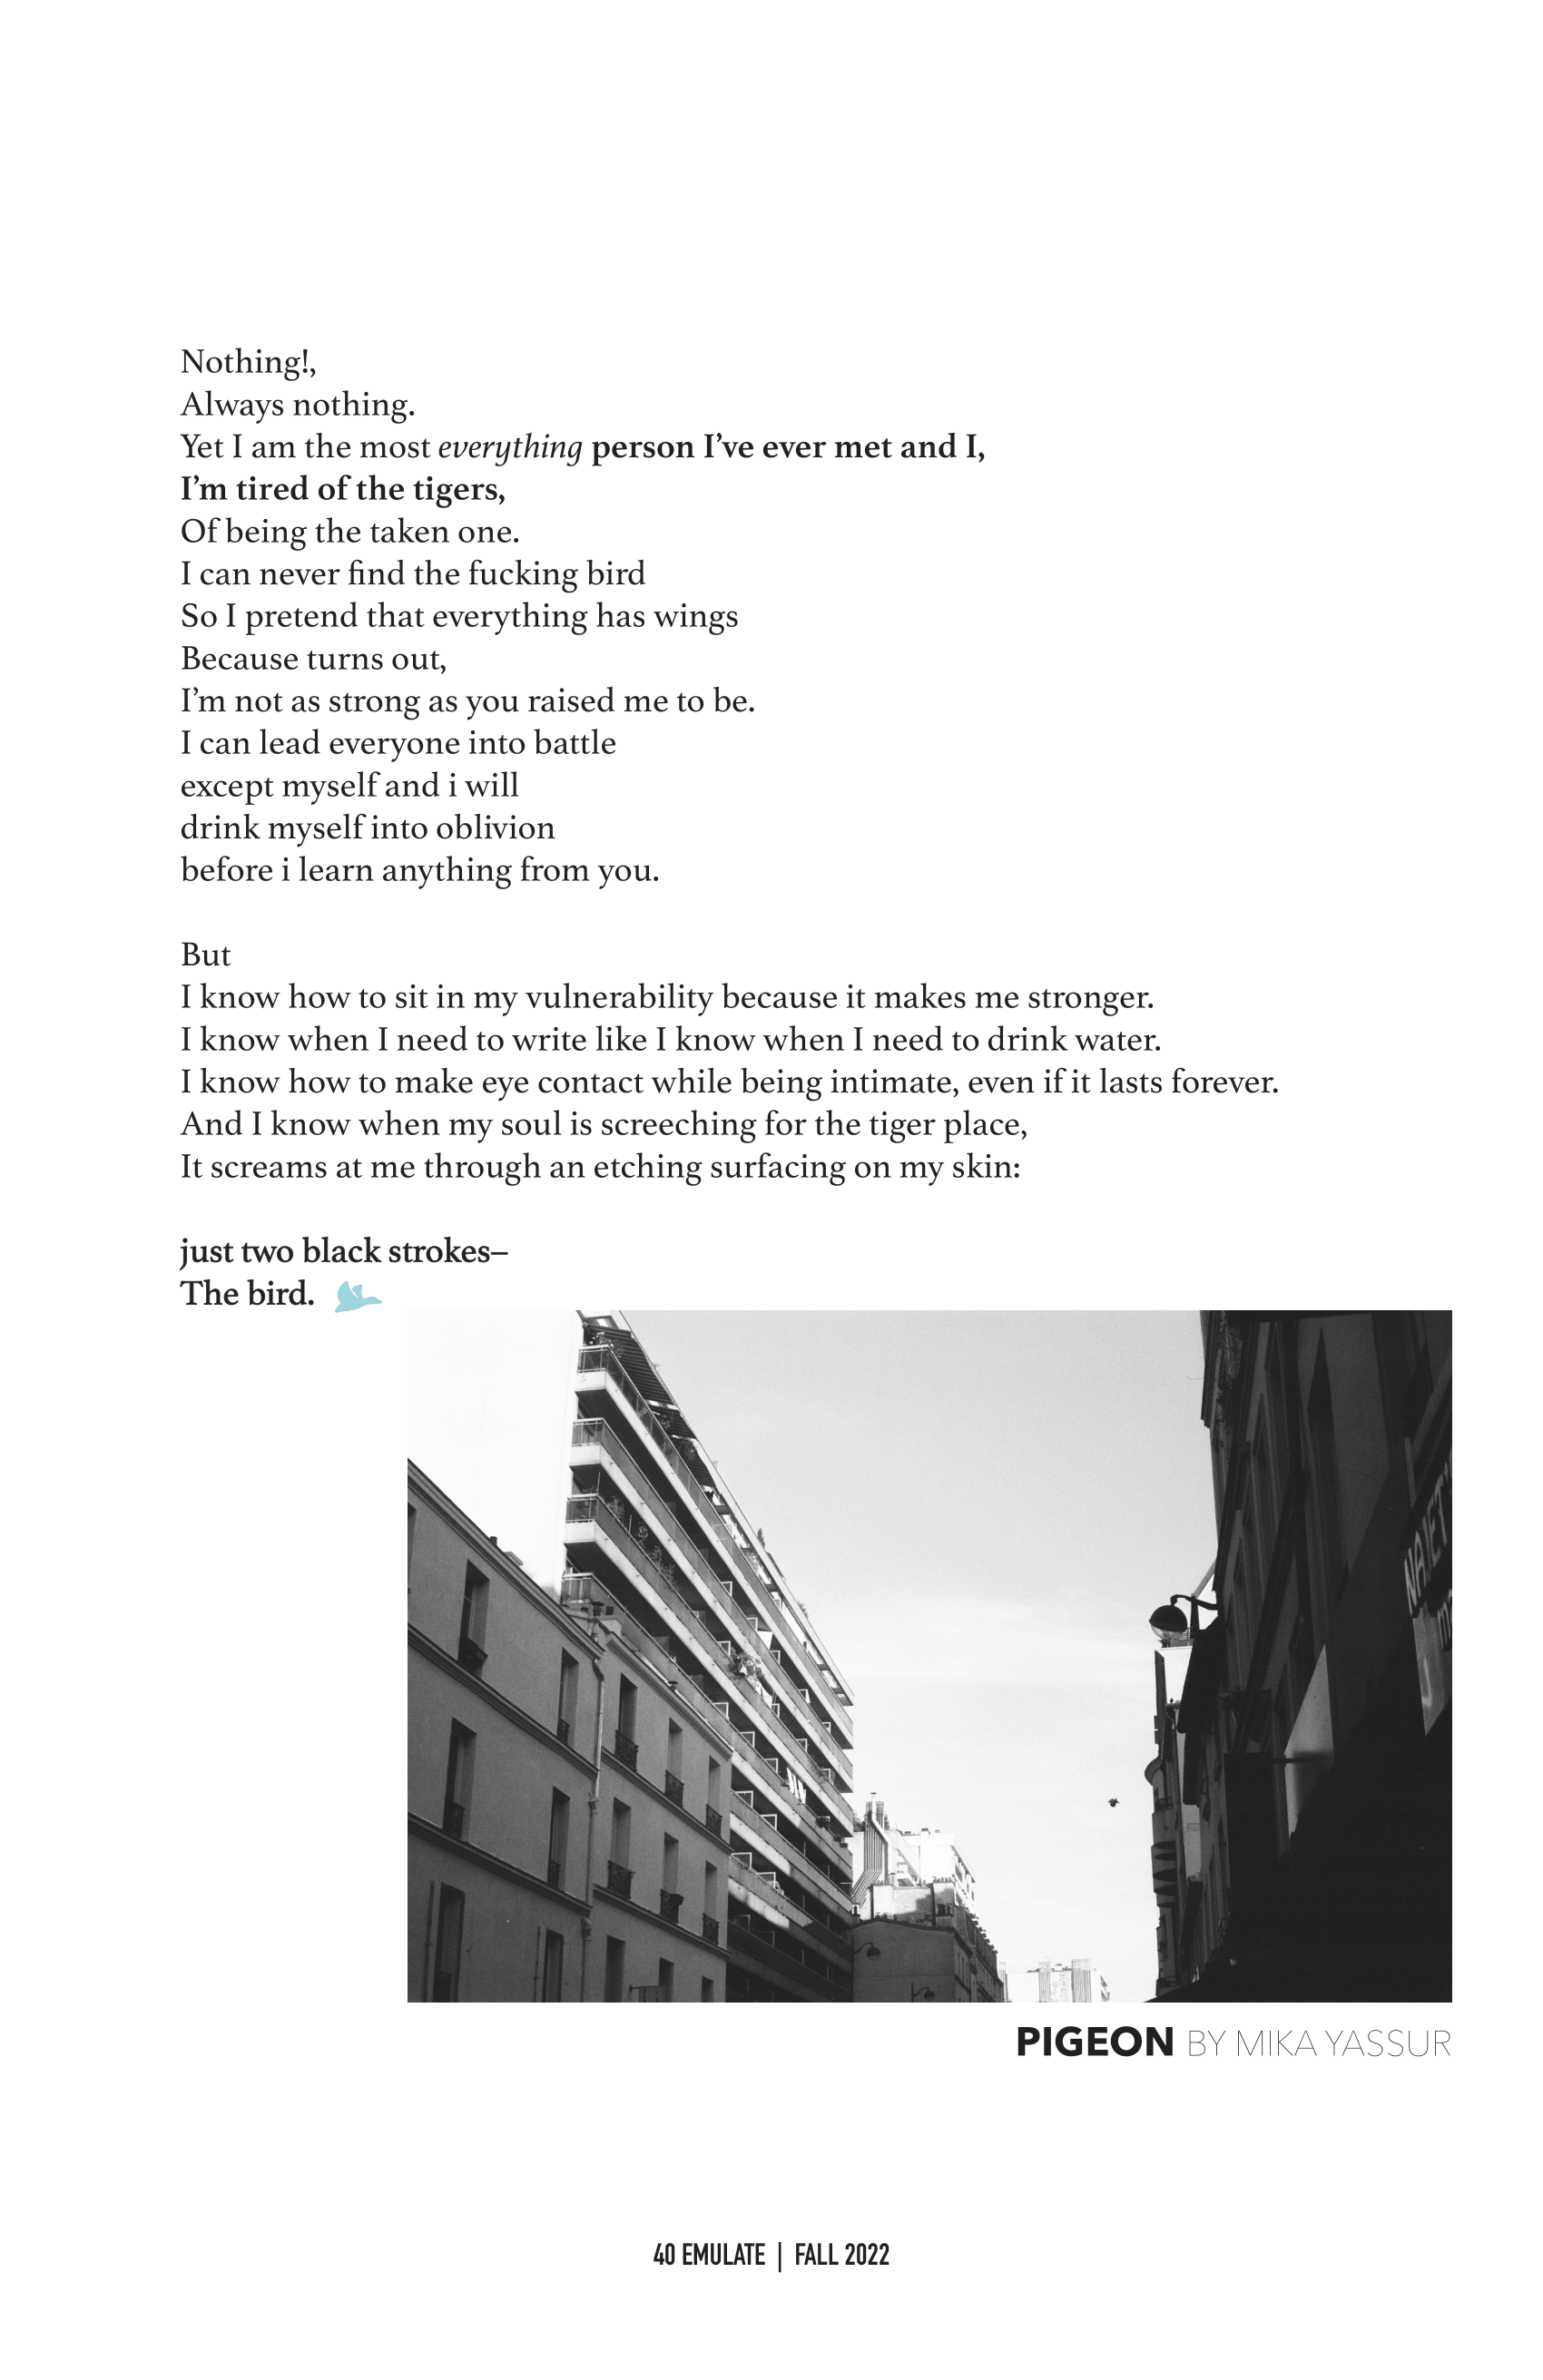 Nothing!,
Always nothing.
Yet I am the most everything person I’ve ever met and I,
I’m tired of the tigers,
Of being the taken one.
I can never find the fucking bird
So I pretend that everything has wings
Because turns out,
I’m not as strong as you raised me to be.
I can lead everyone into battle
except myself and i will
drink myself into oblivion
before i learn anything from you.
But
I know how to sit in my vulnerability because it makes me stronger.
I know when I need to write like I know when I need to drink water.
I know how to make eye contact while being intimate, even if it lasts forever.
And I know when my soul is screeching for the tiger place,
It screams at me through an etching surfacing on my skin:
just two black strokes–
The bird.
PIGEON BY MIKA YASSUR
40 EMULATE | FALL 2022